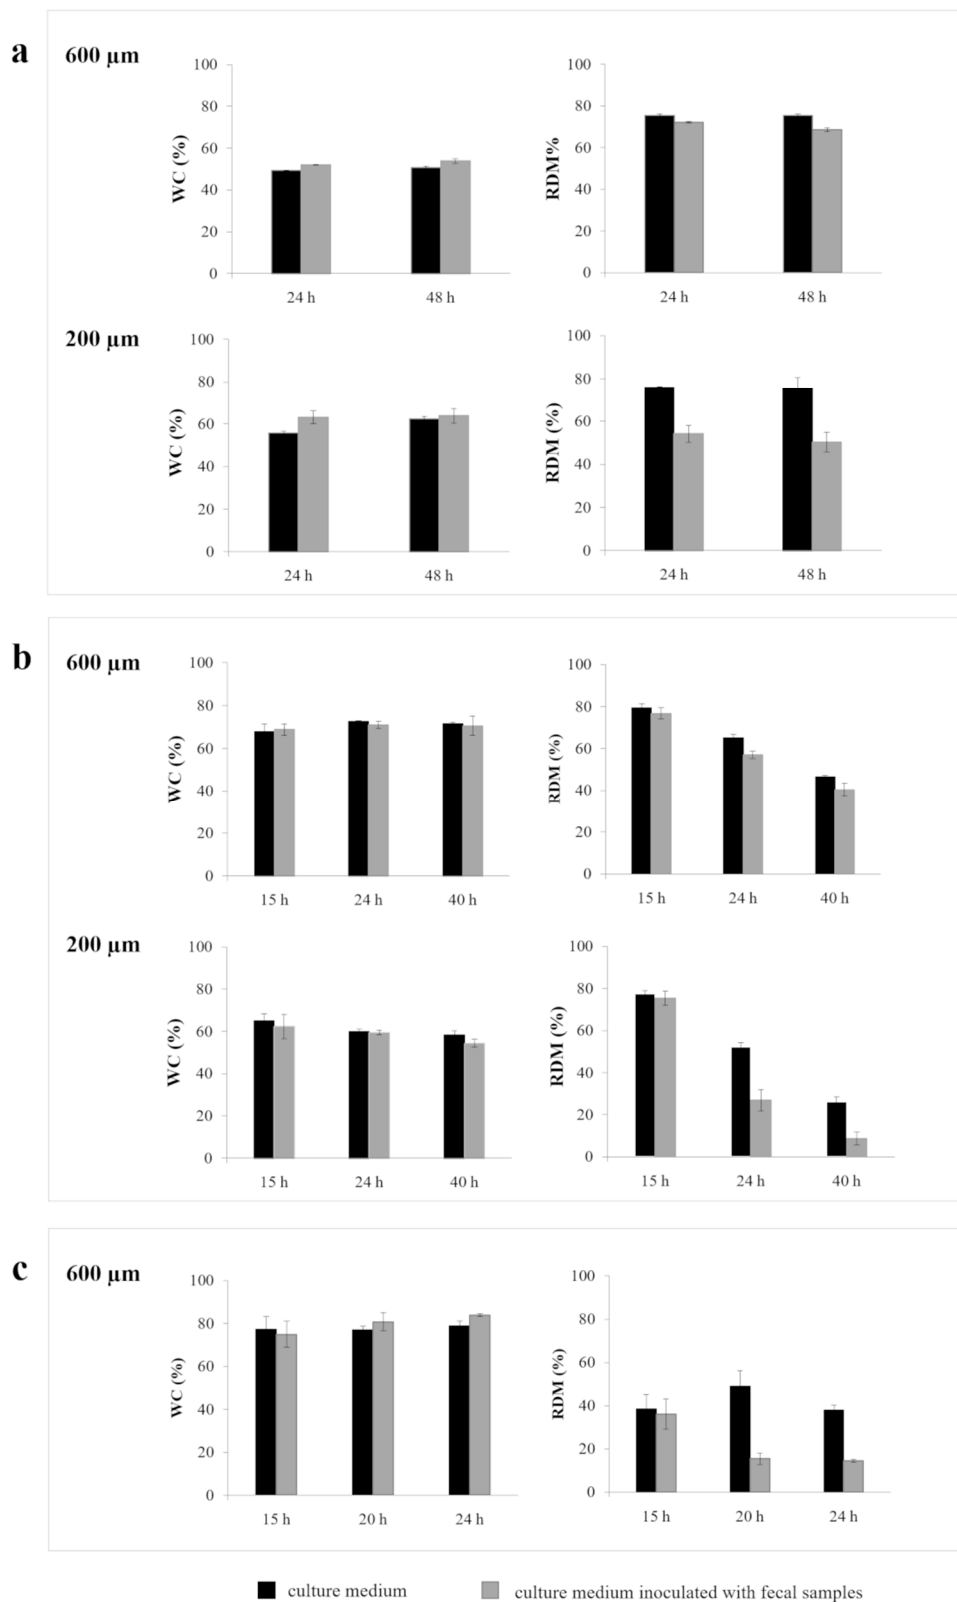 a
600 µm
100
80
60
40
20
0
WC (%)
24 h
48 h
100
80
60
40
20
0
RDM%
24 h
48 h
200 µm
100
80
60
40
20
0
WC (%)
24 h
48 h
100
80
60
40
20
0
RDM (%)
24 h
48 h
b
600 µm
100
80
60
40
20
0
WC (%)
15 h
24 h
40 h
100
80
60
40
20
0
RDM (%)
15 h
24 h
40 h
200 µm
100
80
60
40
20
0
WC (%)
15 h
24 h
40 h
100
80
60
40
20
0
RDM (%)
15 h
24 h
40 h
c
600 µm
100
80
60
40
20
0
WC (%)
15 h
20 h
24 h
100
80
60
40
20
0
RDM (%)
15 h
20 h
24 h
culture medium
culture medium inoculated with fecal samples